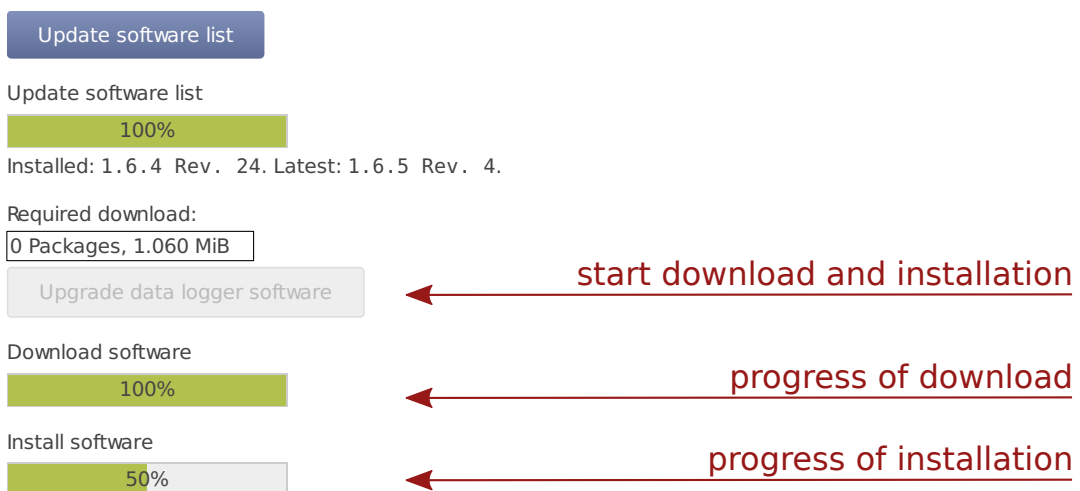 Update software list
Update software list
100%
Installed: 1.6.4 Rev. 24. Latest: 1.6.5 Rev. 4.
Required download:
0 Packages, 1.060 MiB
start download and installation
Upgrade data logger software
Download software
progress of download
100%
Install software
progress of installation
50%